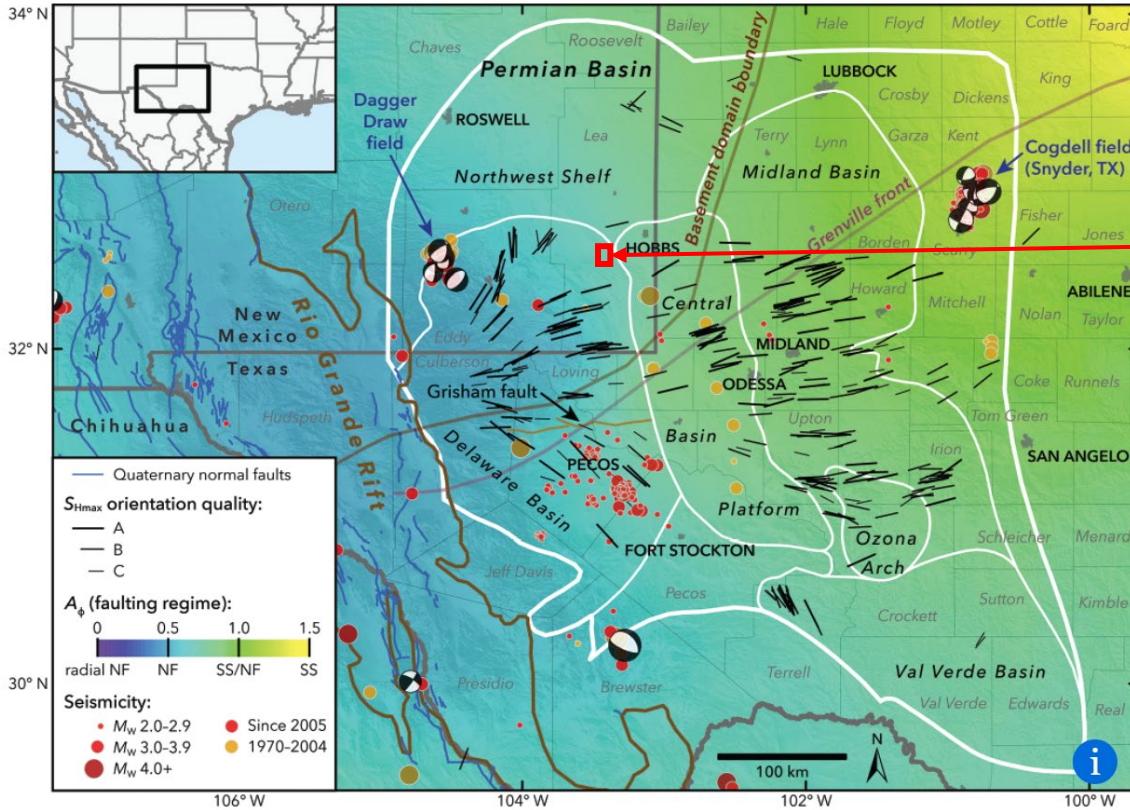 34° N
32° N
30° N
106° W
104° W
102° W
100° W
Chaves
Roosevelt
Bailey
Hale
Floyd
Motley
Cottle
Foard
Permian Basin
LUBBOCK
King
Dagger
Draw
field
ROSWELL
Lea
Basement domain boundary
Terry
Lynn
Crosby
Dickens
Garza
Kent
Cogdell field
(Snyder, TX)
Northwest Shelf
Midland Basin
Otero
Grenville front
Fisher
HOBBS
Borden
Scurry
Jones
Rio Grande Rift
New
Mexico
Texas
Eddy
Culberson
Loving
Central
Howard
Mitchell
ABILENE
Nolan
Taylor
MIDLAND
Grisham fault
ODESSA
Coke
Runnels
Chihuahua
Hudspeth
Upton
Tom Green
Delaware Basin
Basin
PECOS
Irion
SAN ANGELO
Platform
FORT STOCKTON
Ozona
Arch
Schleicher
Menard
Jeff Davis
Pecos
Crockett
Sutton
Kimble
Presidio
Brewster
Terrell
Val Verde Basin
Val Verde
Edwards
Real
Quaternary normal faults
SHmax orientation quality:
A
B
C
Aϕ (faulting regime):
0
0.5
1.0
1.5
radial NF
NF
SS/NF
SS
Seismicity:
Mw 2.0–2.9
Mw 3.0–3.9
Mw 4.0+
Since 2005
1970–2004
100 km
N
i